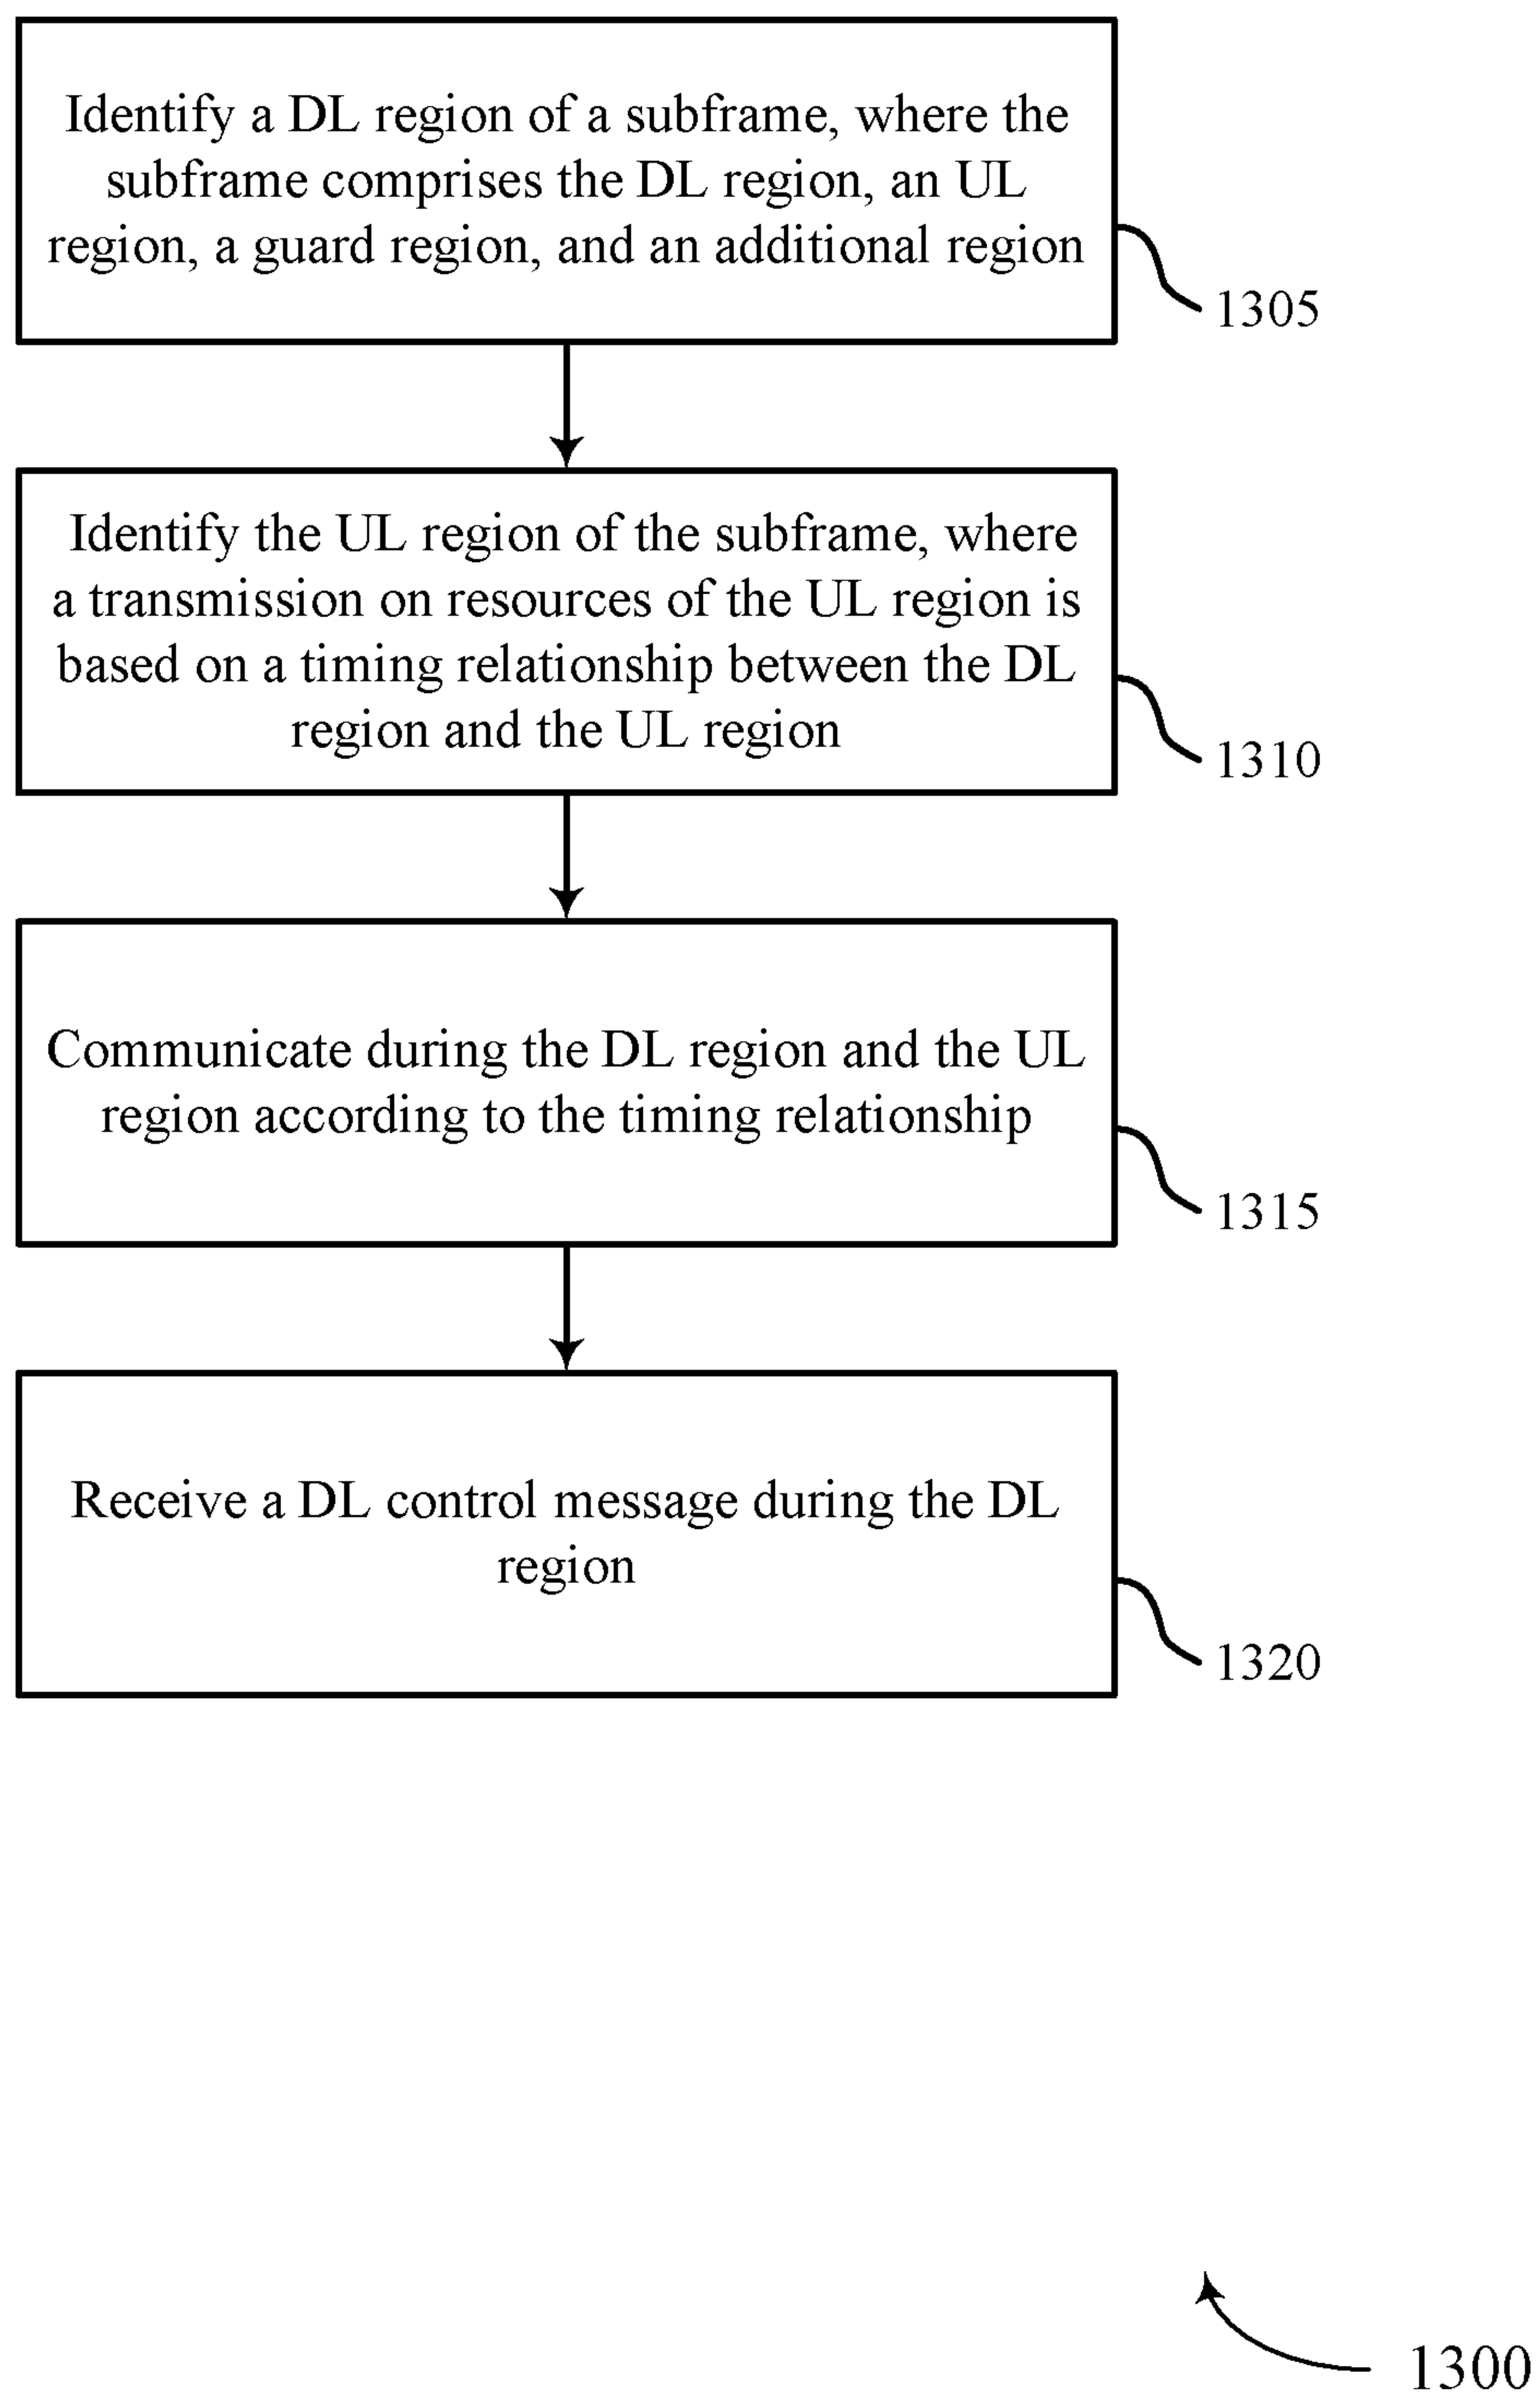 Identify a DL region of a subframe, where the
subframe comprises the DL region, an UL
region, a guard region, and an additional region
1305
Identify the UL region of the subframe, where
a transmission on resources of the UL region is
based on a timing relationship between the DL
region and the UL region
1310
Communicate during the DL region and the UL
region according to the timing relationship
1315
Receive a DL control message during the DL
region
1320
1300